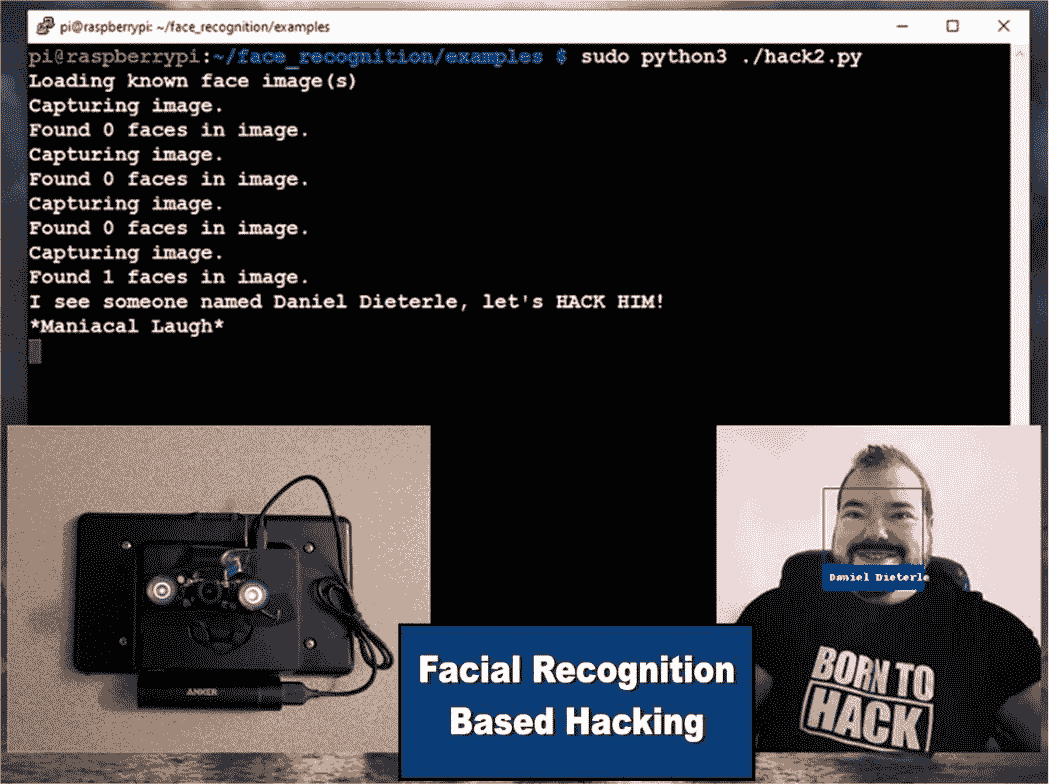 pi@raspberrypi: ~/face_recognition/examples
pi@raspberrypi:~/face_recognition/examples $ sudo python3 ./hack2.py
Loading known face image(s)
Capturing image.
Found 0 faces in image.
Capturing image.
Found 0 faces in image.
Capturing image.
Found 0 faces in image.
Capturing image.
Found 1 faces in image.
I see someone named Daniel Dieterle, let's HACK HIM!
*Maniacal Laugh*
Daniel Dieterle
BORN TO
HACK
ANKER
Facial Recognition
Based Hacking